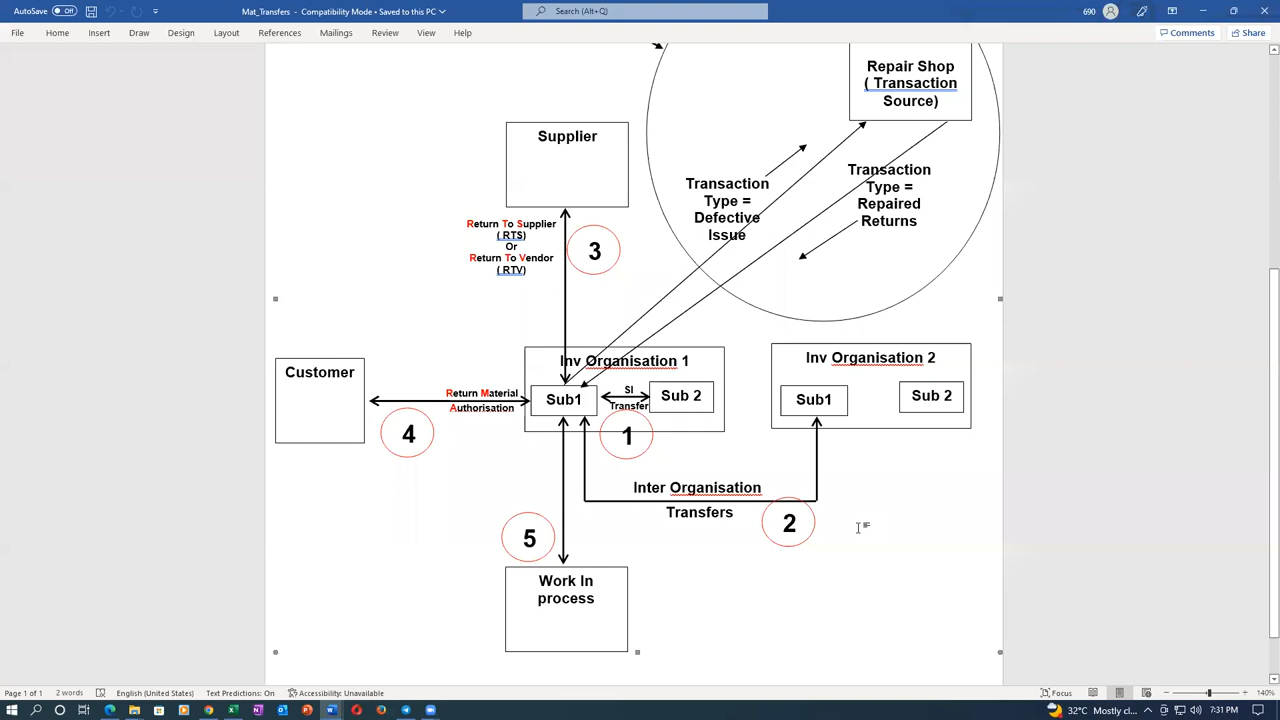 AutoSave
Off
Mat_Transfers - Compatibility Mode • Saved to this PC
Search (Alt+Q)
690
File
Home
Insert
Draw
Design
Layout
References
Mailings
Review
View
Help
Comments
Share
Repair Shop
( Transaction
Source)
Supplier
Transaction
Type =
Defective
Issue
Transaction
Type =
Repaired
Returns
Return To Supplier
( RTS)
Or
Return To Vendor
( RTV)
3
Inv Organisation 1
Inv Organisation 2
Customer
Return Material
Authorisation
Sub1
SI
Transfer
Sub 2
Sub1
Sub 2
4
1
Inter Organisation
Transfers
2
5
Work In
process
Page 1 of 1
2 words
English (United States)
Text Predictions: On
Accessibility: Unavailable
Focus
140%
32°C
Mostly cl...
ENG
7:31 PM